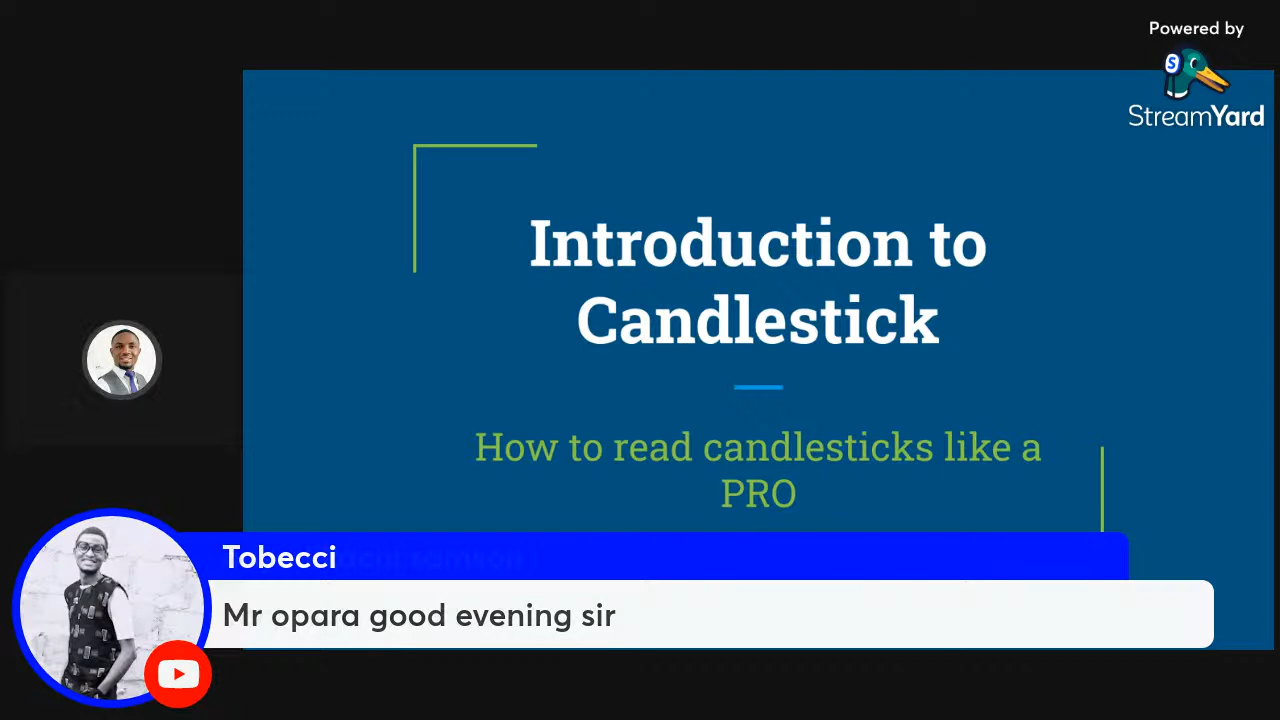 Powered by
S
StreamYard
Introduction to
Candlestick
How to read candlesticks like a
PRO
Tobecci
Mr opara good evening sir